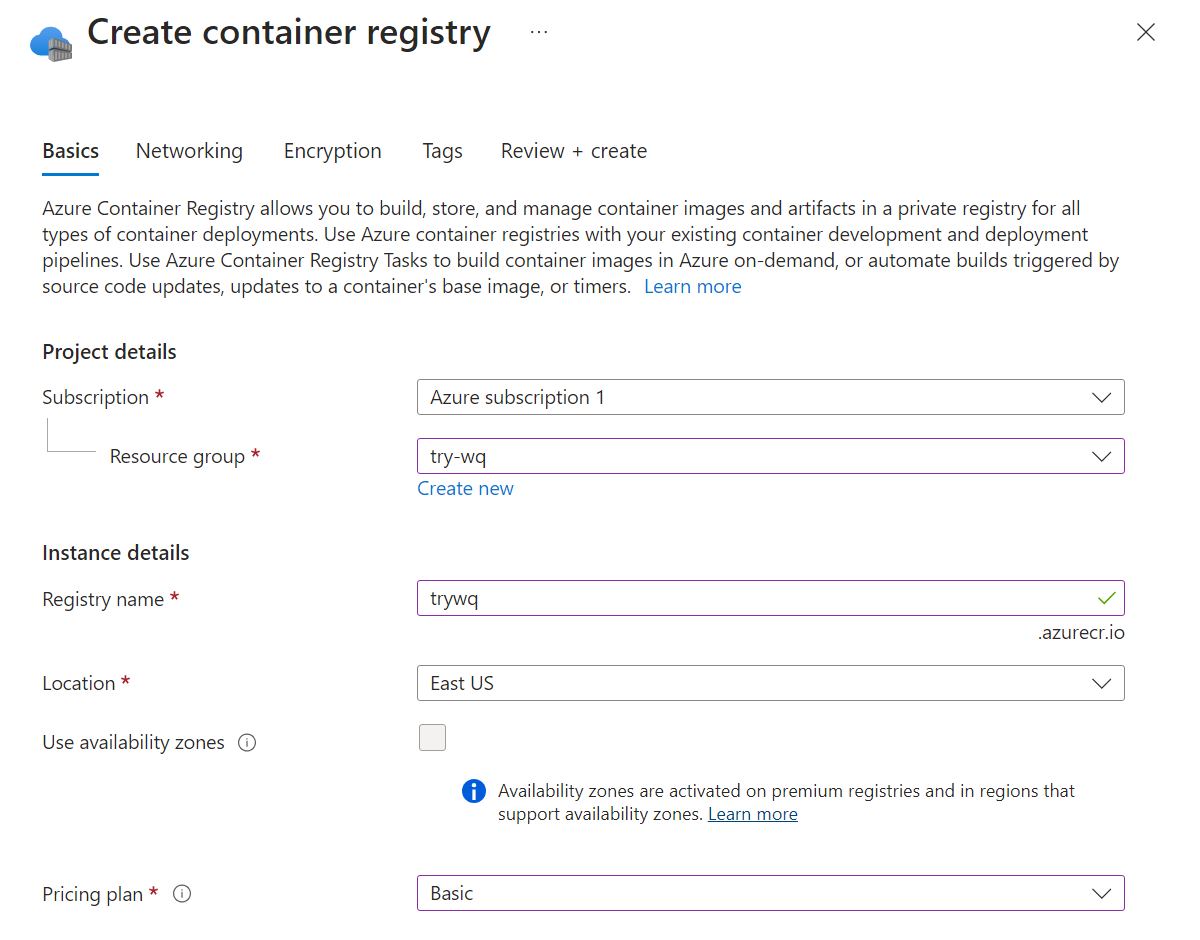 Create container registry ...
Basics Networking Encryption Tags Review + create
Azure Container Registry allows you to build, store, and manage container images and artifacts in a private registry for all
types of container deployments. Use Azure container registries with your existing container development and deployment
pipelines. Use Azure Container Registry Tasks to build container images in Azure on-demand, or automate builds triggered by
source code updates, updates to a container's base image, or timers. Learn more
Project details
Subscription * Azure subscription 1
Resource group * try-wq
Create new
Instance details
Registry name * trywq
.azurecr.io
Location * East US
Use availability zones
Availability zones are activated on premium registries and in regions that
support availability zones. Learn more
Pricing plan * Basic